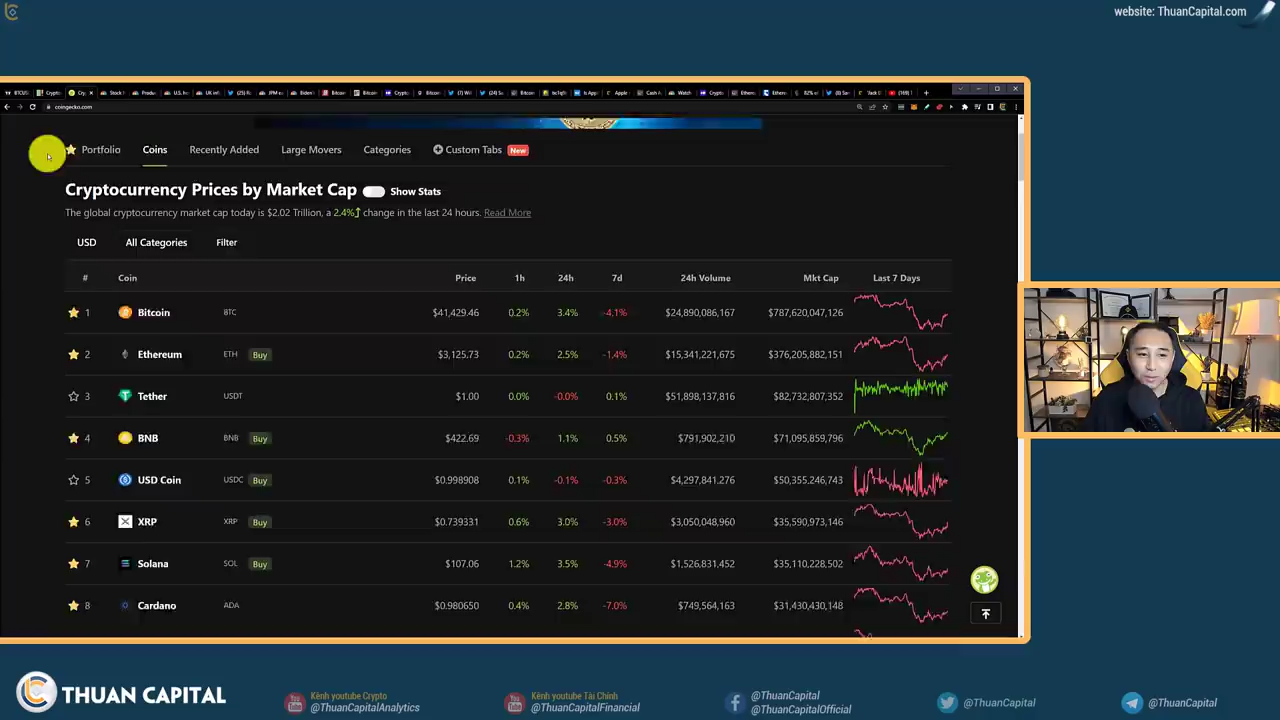 website: ThuanCapital.com
coingecko.com
Portfolio Coins Recently Added Large Movers Categories Custom Tabs New
Cryptocurrency Prices by Market Cap Show Stats
The global cryptocurrency market cap today is $2.02 Trillion, a 2.4% change in the last 24 hours. Read More
USD All Categories Filter
# Coin Price 1h 24h 7d 24h Volume Mkt Cap Last 7 Days
1 Bitcoin BTC $41,429.46 0.2% 3.4% -4.1% $24,890,086,167 $787,620,047,126
2 Ethereum ETH Buy $3,125.73 0.2% 2.5% -1.4% $15,341,221,675 $376,205,882,151
3 Tether USDT $1.00 0.0% -0.0% 0.1% $51,898,137,816 $82,732,807,352
4 BNB BNB Buy $422.69 -0.3% 1.1% 0.5% $791,902,210 $71,095,859,796
5 USD Coin USDC Buy $0.998908 0.1% -0.1% -0.3% $4,297,841,276 $50,355,246,743
6 XRP XRP Buy $0.739331 0.6% 3.0% -3.0% $3,050,048,960 $35,590,973,146
7 Solana SOL Buy $107.06 1.2% 3.5% -4.9% $1,526,831,452 $35,110,228,502
8 Cardano ADA $0.980650 0.4% 2.8% -7.0% $749,564,163 $31,430,430,148
THUAN CAPITAL
Kênh youtube Crypto
@ThuanCapitalAnalytics
Kênh youtube Tài Chính
@ThuanCapitalFinancial
@ThuanCapital
@ThuanCapitalOfficial
@ThuanCapital
@ThuanCapital